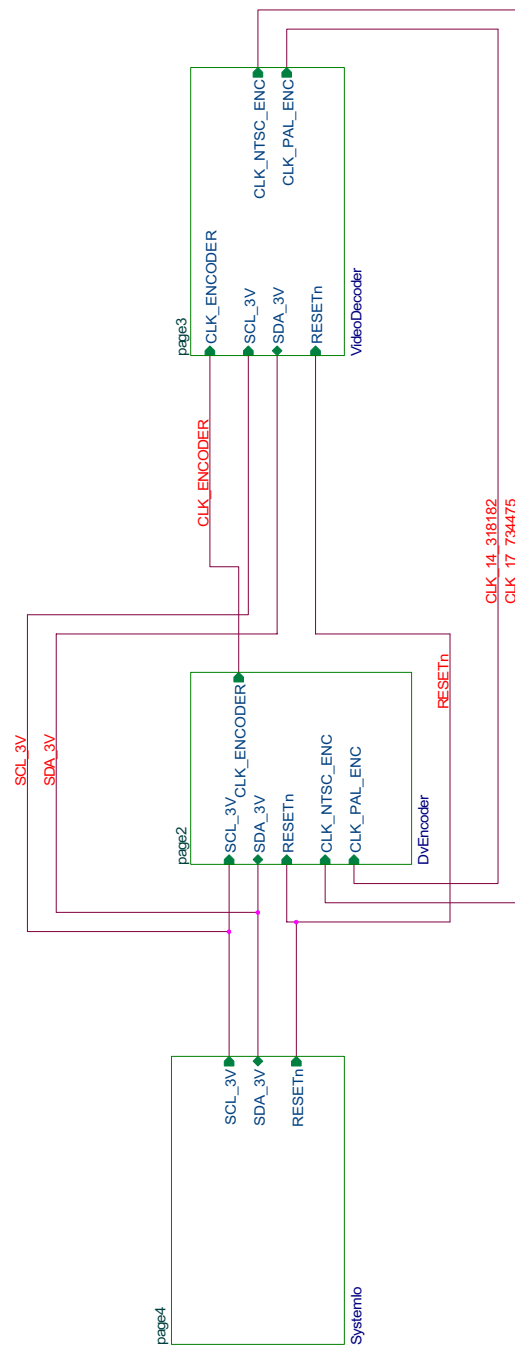 page4
SCL_3V
SDA_3V
RESETn
SystemIo
SCL_3V
SDA_3V
page2
SCL_3V
CLK_ENCODER
SDA_3V
RESETn
CLK_NTSC_ENC
CLK_PAL_ENC
DvEncoder
CLK_ENCODER
RESETn
CLK_14_318182
CLK_17_734475
page3
CLK_ENCODER
SCL_3V
SDA_3V
RESETn
CLK_NTSC_ENC
CLK_PAL_ENC
VideoDecoder